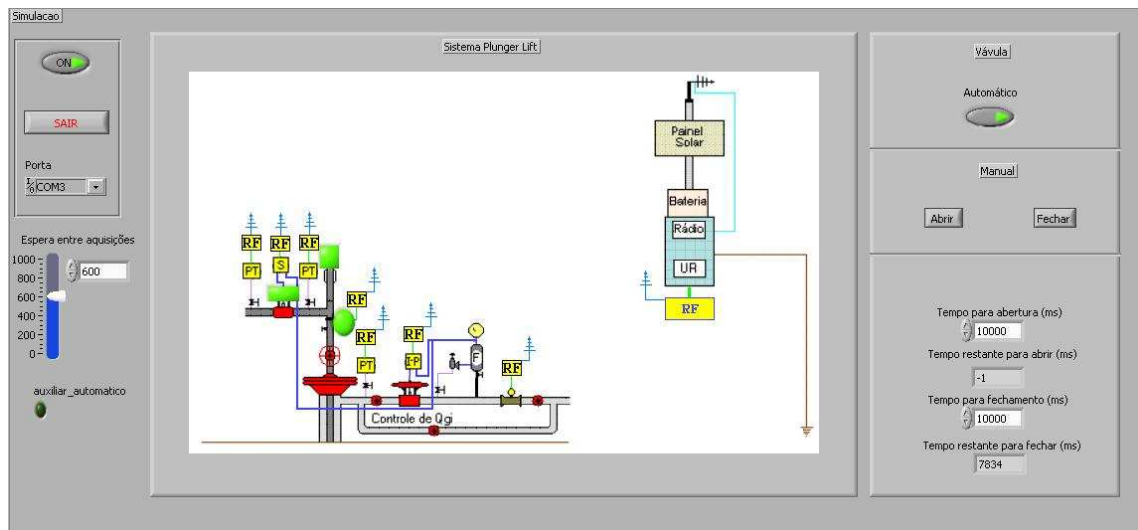 Simulacao
ON
SAIR
Porta
COM3
Espera entre aquisições
1000
800
600
400
200
0
600
auxiliar_automatico
Sistema Plunger Lift
Painel
Solar
Bateria
Rádio
UR
RF
RF RF RF
PT S PT
RF
RF
PT
RF
I-P
F
RF
Controle de Qgi
Vávula
Automático
Manual
Abrir Fechar
Tempo para abertura (ms)
10000
Tempo restante para abrir (ms)
-1
Tempo para fechamento (ms)
10000
Tempo restante para fechar (ms)
7834